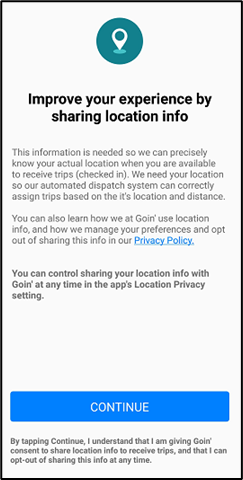 Improve your experience by
sharing location info
This information is needed so we can precisely
know your actual location when you are available
to receive trips (checked in). We need your location
so our automated dispatch system can correctly
assign trips based on the it's location and distance.
You can also learn how we at Goin' use location
info, and how we manage your preferences and opt
out of sharing this info in our Privacy Policy.
You can control sharing your location info with
Goin' at any time in the app's Location Privacy
setting.
CONTINUE
By tapping Continue, I understand that I am giving Goin'
consent to share location info to receive trips, and that I can
opt-out of sharing this info at any time.